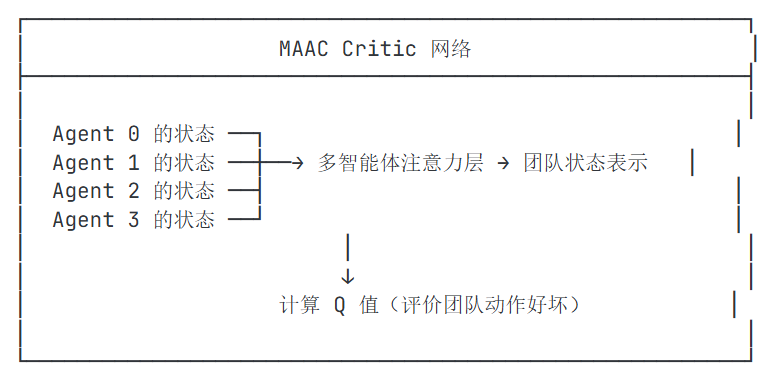 MAAC Critic 网络
Agent 0 的状态
Agent 1 的状态 → 多智能体注意力层 → 团队状态表示
Agent 2 的状态
Agent 3 的状态
↓
计算 Q 值（评价团队动作好坏）